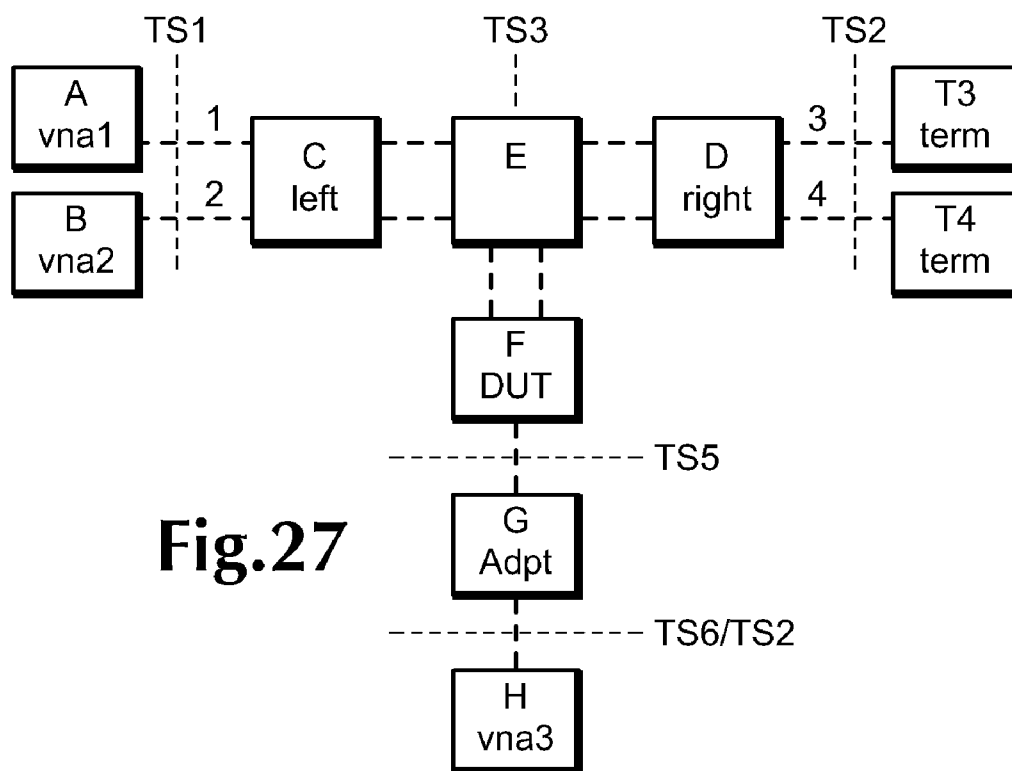 TS1
TS3
TS2
A
vna1
1
C
left
E
D
right
3
T3
term
B
vna2
2
4
T4
term
F
DUT
TS5
G
Adpt
Fig.27
TS6/TS2
H
vna3